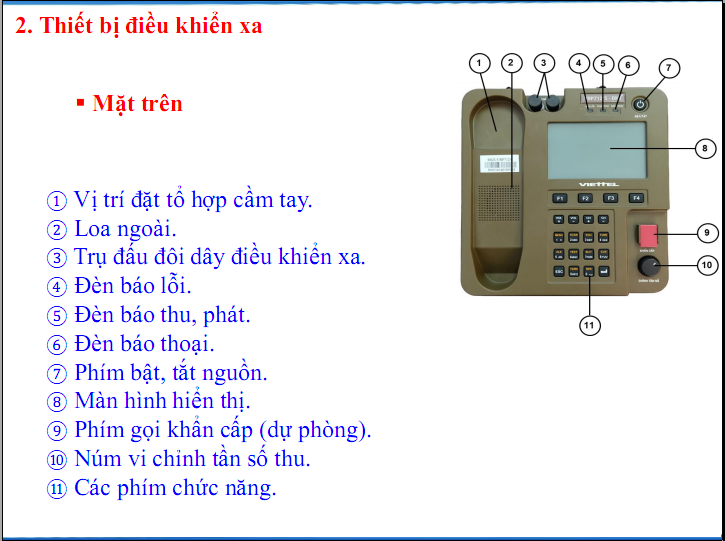 2. Thiết bị điều khiển xa
▪ Mặt trên
① Vị trí đặt tổ hợp cầm tay.
② Loa ngoài.
③ Trụ đấu đôi dây điều khiển xa.
④ Đèn báo lỗi.
⑤ Đèn báo thu, phát.
⑥ Đèn báo thoại.
⑦ Phím bật, tắt nguồn.
⑧ Màn hình hiển thị.
⑨ Phím gọi khẩn cấp (dự phòng).
⑩ Núm vi chỉnh tần số thu.
⑪ Các phím chức năng.
1 2 3 4 5 6 7
8
VIETTEL
F1 F2 F3 F4
9
10
ESC
11